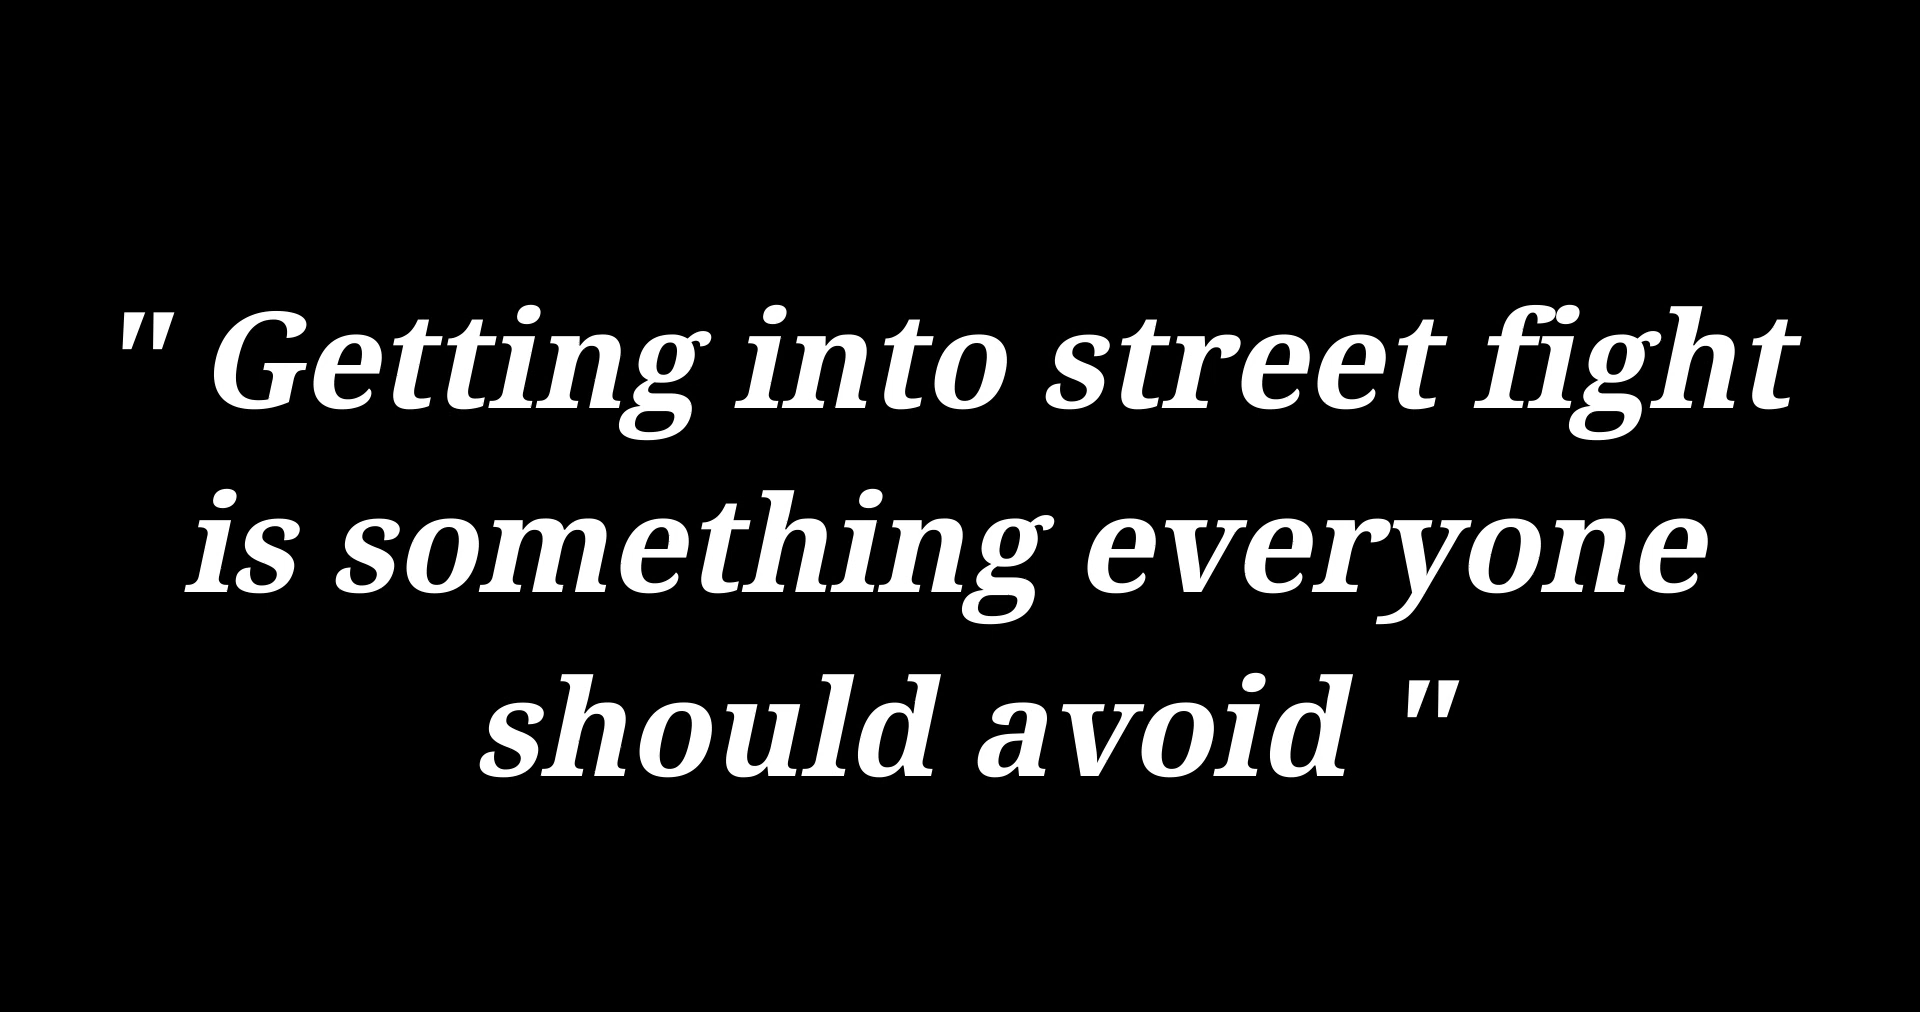 " Getting into street fight
is something everyone
should avoid "